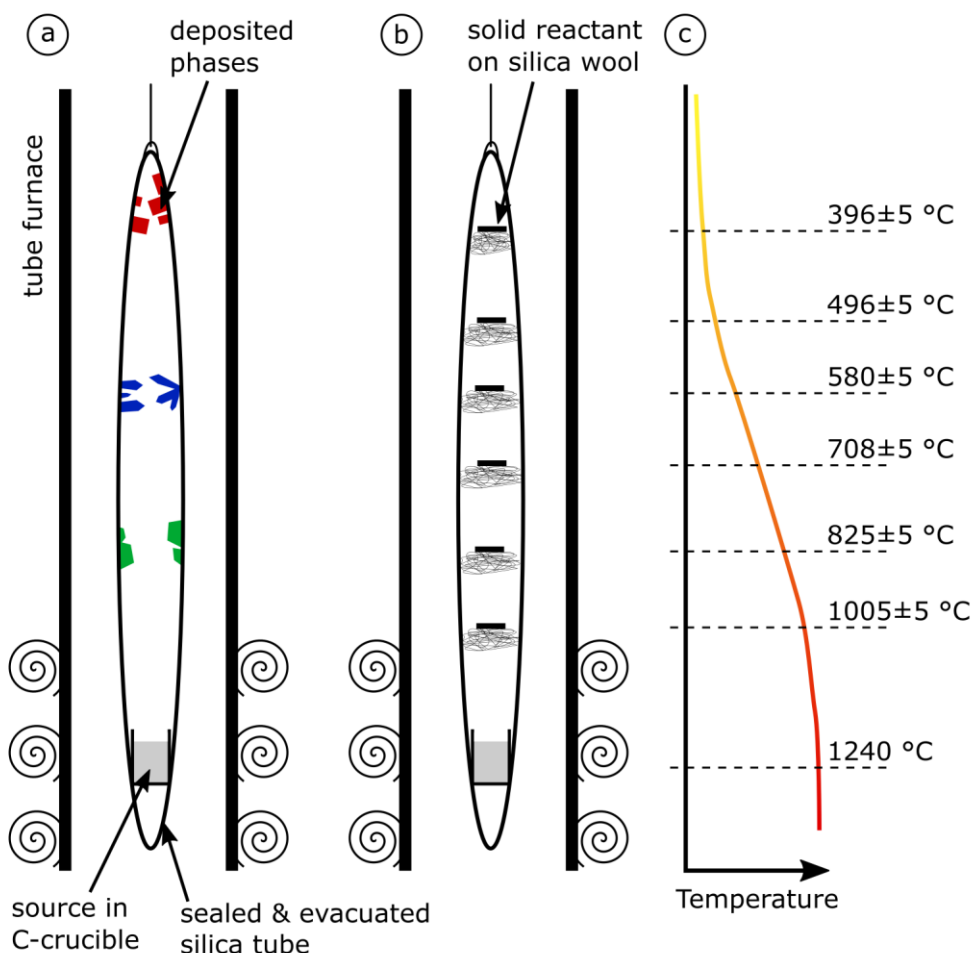 a
deposited
phases
tube furnace
source in
C-crucible
sealed & evacuated
silica tube
b
solid reactant
on silica wool
c
396±5 °C
496±5 °C
580±5 °C
708±5 °C
825±5 °C
1005±5 °C
1240 °C
Temperature